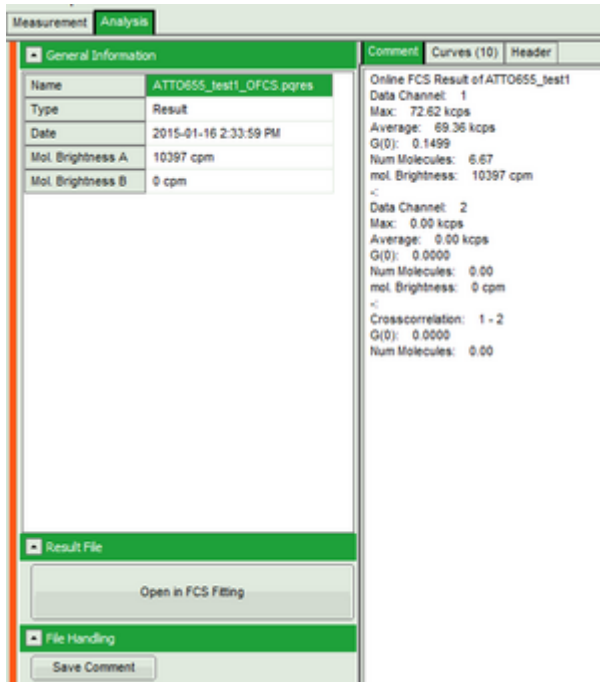 Measurement Analysis
General Information
Name ATTO655_test1_OFCS.pqres
Type Result
Date 2015-01-16 2:33:59 PM
Mol. Brightness A 10397 cpm
Mol. Brightness B 0 cpm
Result File
Open in FCS Fitting
File Handling
Save Comment
Comment Curves (10) Header
Online FCS Result of ATTO655_test1
Data Channel: 1
Max: 72.62 kcps
Average: 69.36 kcps
G(0): 0.1499
Num Molecules: 6.67
mol. Brightness: 10397 cpm
-:
Data Channel: 2
Max: 0.00 kcps
Average: 0.00 kcps
G(0): 0.0000
Num Molecules: 0.00
mol. Brightness: 0 cpm
-:
Crosscorrelation: 1 - 2
G(0): 0.0000
Num Molecules: 0.00